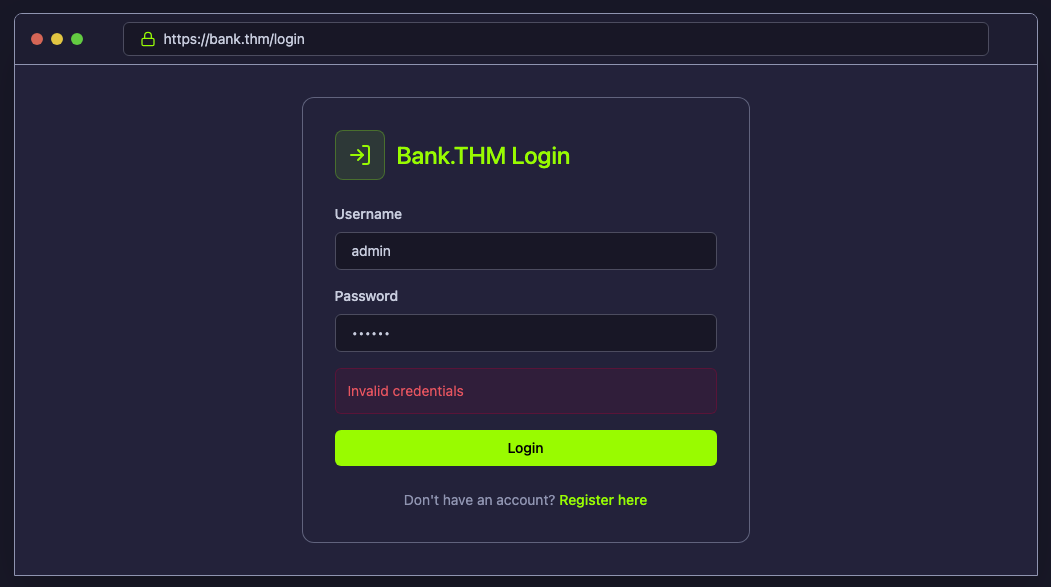 https://bank.thm/login
Bank.THM Login
Username
admin
Password
••••••
Invalid credentials
Login
Don't have an account? Register here